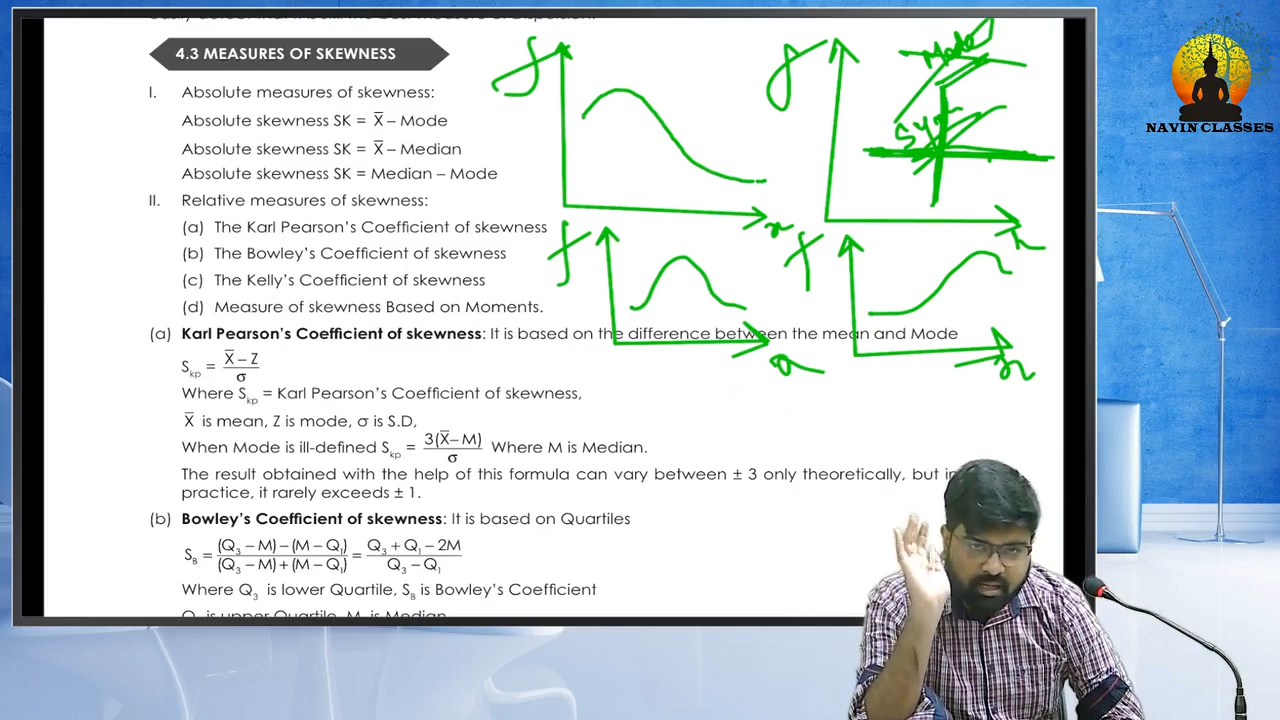 4.3 MEASURES OF SKEWNESS
I. Absolute measures of skewness:
Absolute skewness SK = X̅ – Mode
Absolute skewness SK = X̅ – Median
Absolute skewness SK = Median – Mode
II. Relative measures of skewness:
(a) The Karl Pearson's Coefficient of skewness
(b) The Bowley's Coefficient of skewness
(c) The Kelly's Coefficient of skewness
(d) Measure of skewness Based on Moments.
(a) Karl Pearson's Coefficient of skewness: It is based on the difference between the mean and Mode
S_kp = (X̅ – Z) / σ
Where S_kp = Karl Pearson's Coefficient of skewness,
X̅ is mean, Z is mode, σ is S.D,
When Mode is ill-defined S_kp = 3(X̅ – M) / σ Where M is Median.
The result obtained with the help of this formula can vary between ± 3 only theoretically, but in
practice, it rarely exceeds ± 1.
(b) Bowley's Coefficient of skewness: It is based on Quartiles
S_B = (Q₃ – M) – (M – Q₁) / (Q₃ – M) + (M – Q₁) = Q₃ + Q₁ – 2M / Q₃ – Q₁
Where Q₃ is lower Quartile, S_B is Bowley's Coefficient
Mode
NAVIN CLASSES